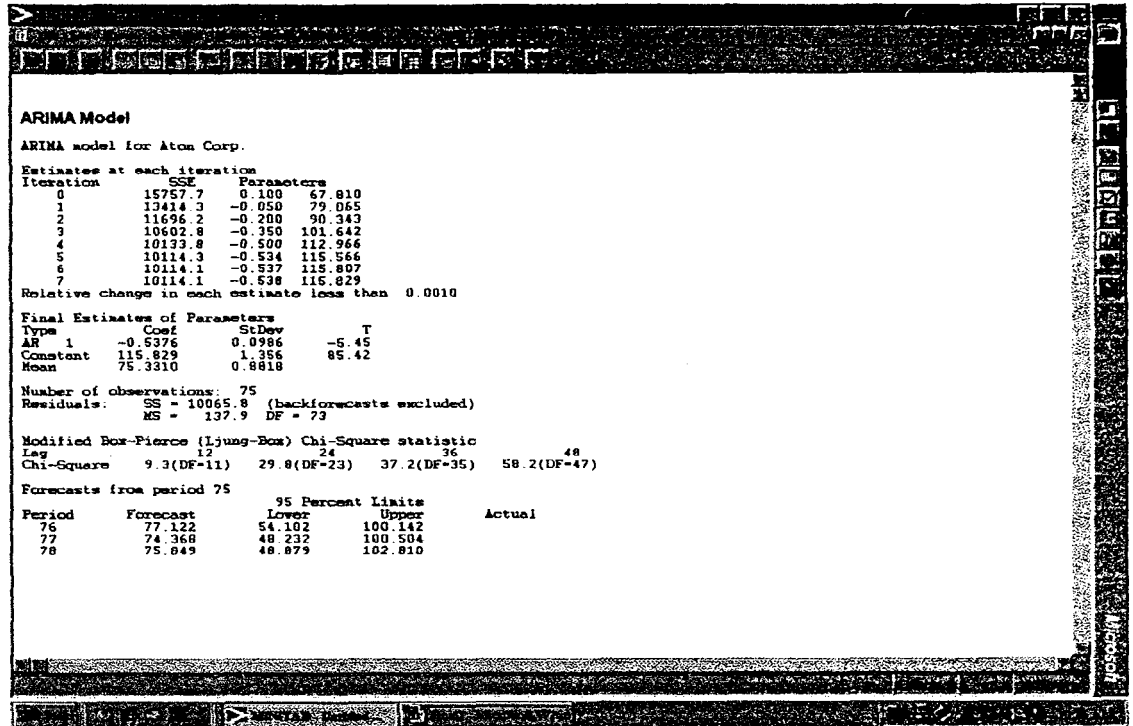 ARIMA Model
ARIMA model for Aton Corp.
Estimates at each iteration
Iteration SSE Parameters
0 15757.7 0.100 67.810
1 13414.3 -0.050 79.065
2 11696.2 -0.200 90.343
3 10602.8 -0.350 101.642
4 10133.8 -0.500 112.966
5 10114.3 -0.534 115.566
6 10114.1 -0.537 115.807
7 10114.1 -0.538 115.829
Relative change in each estimate less than 0.0010
Final Estimates of Parameters
Type Coef StDev T
AR 1 -0.5376 0.0986 -5.45
Constant 115.829 1.356 85.42
Mean 75.3310 0.8818
Number of observations: 75
Residuals: SS = 10065.8 (backforecasts excluded)
MS = 137.9 DF = 73
Modified Box-Pierce (Ljung-Box) Chi-Square statistic
Lag 12 24 36 48
Chi-Square 9.3(DF=11) 29.8(DF=23) 37.2(DF=35) 58.2(DF=47)
Forecasts from period 75
95 Percent Limits
Period Forecast Lower Upper Actual
76 77.122 54.102 100.142
77 74.368 48.232 100.504
78 75.849 48.879 102.810
Microsoft